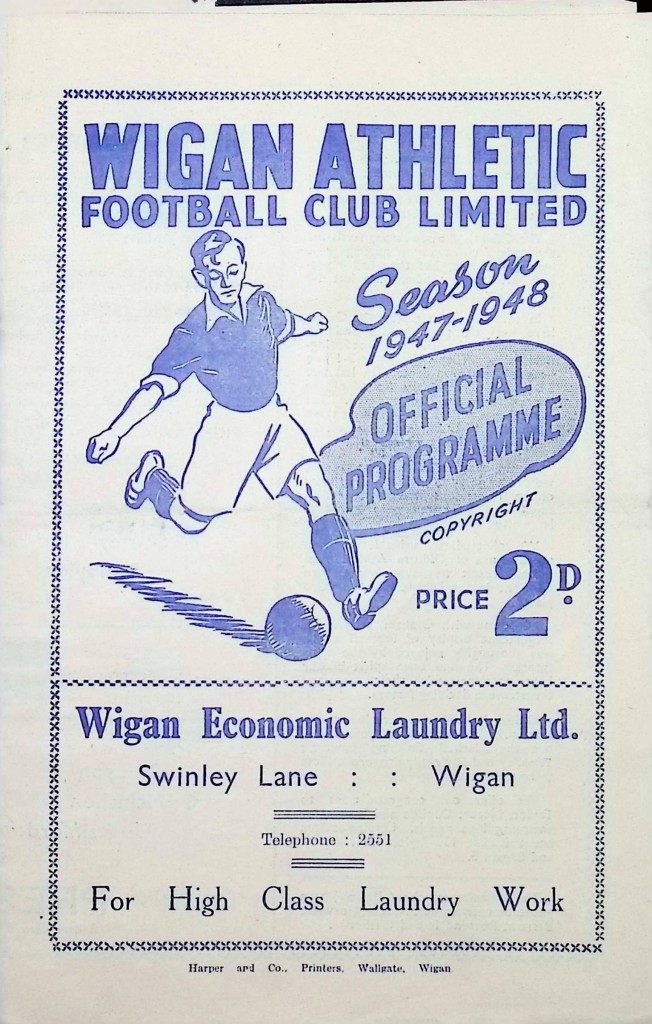 WIGAN ATHLETIC
FOOTBALL CLUB LIMITED
Season
1947-1948
OFFICIAL
PROGRAMME
COPYRIGHT
PRICE 2D.
Wigan Economic Laundry Ltd.
Swinley Lane : : Wigan
Telephone : 2551
For High Class Laundry Work
Harper and Co., Printers, Wallgate, Wigan